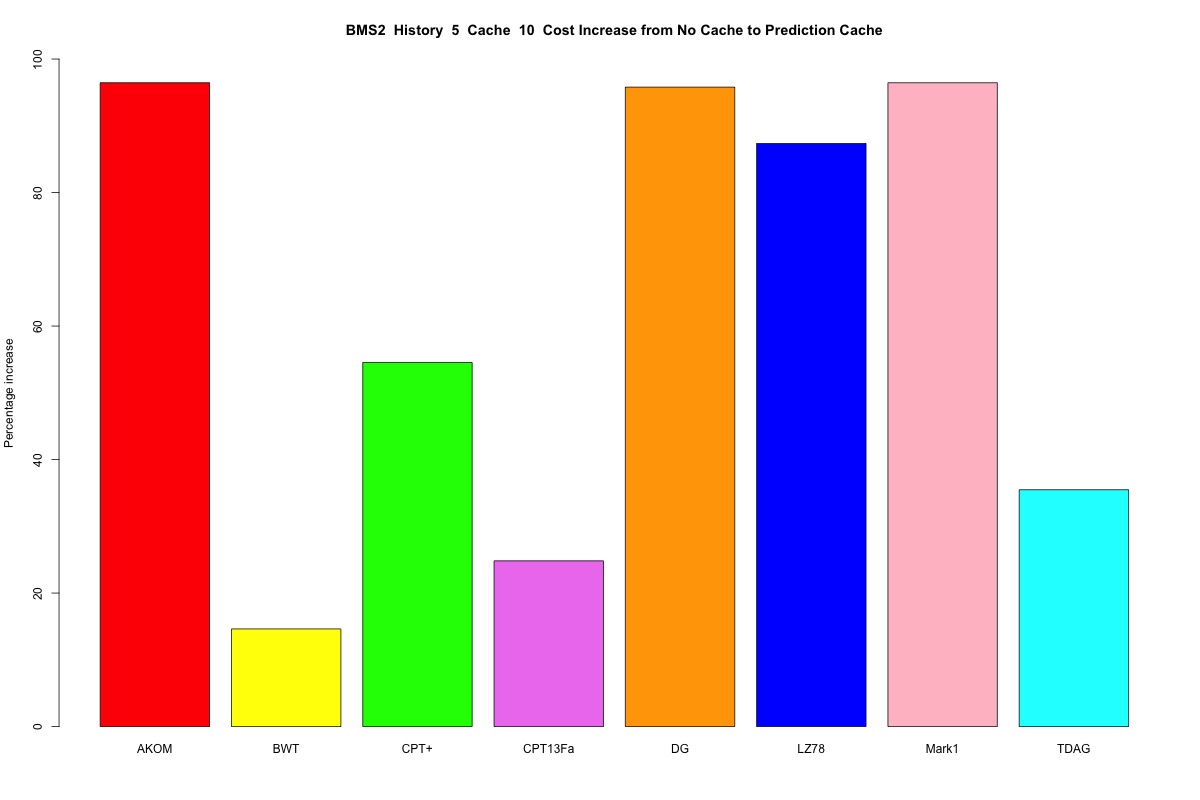 BMS2 History 5 Cache 10 Cost Increase from No Cache to Prediction Cache
Percentage increase
100
80
60
40
20
0
AKOM BWT CPT+ CPT13Fa DG LZ78 Mark1 TDAG